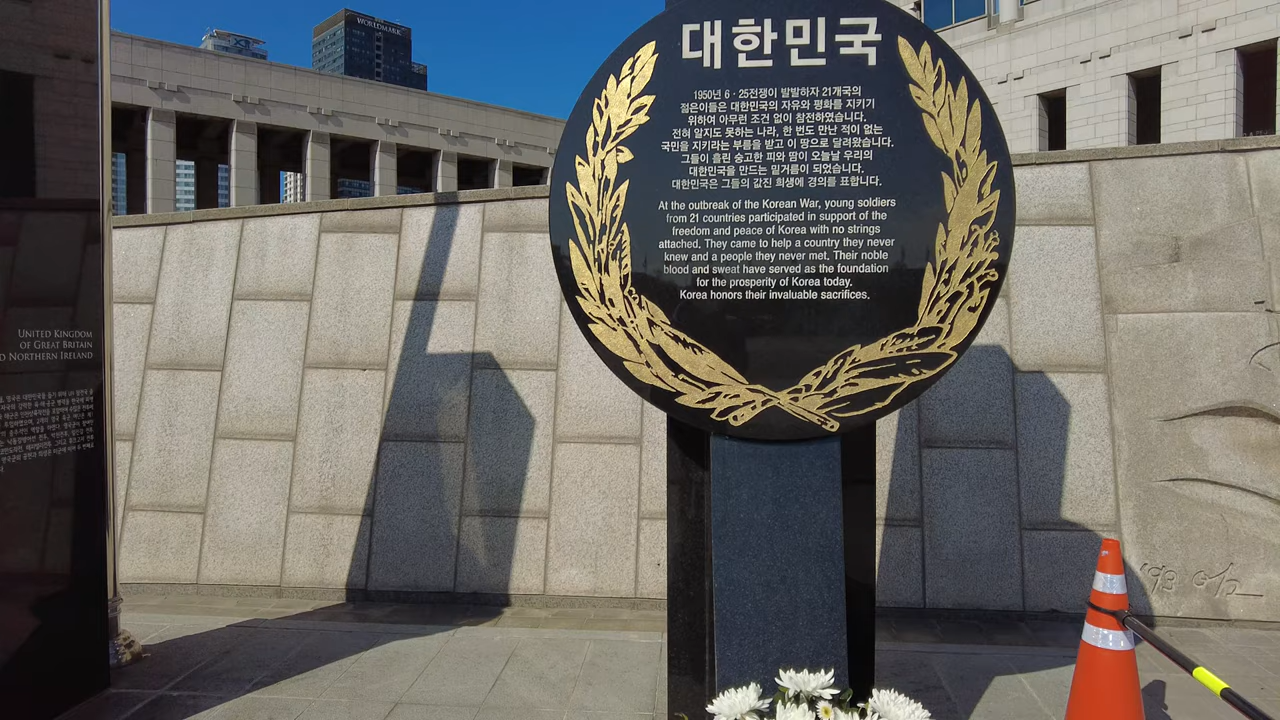 WORLDMARK
대한민국
1950년 6·25전쟁이 발발하자 21개국의
젊은이들은 대한민국의 자유와 평화를 지키기
위하여 아무런 조건 없이 참전하였습니다.
전혀 알지도 못하는 나라, 한 번도 만난 적이 없는
국민을 지키라는 부름을 받고 이 땅으로 달려왔습니다.
그들이 흘린 숭고한 피와 땀이 오늘날 우리의
대한민국을 만드는 밑거름이 되었습니다.
대한민국은 그들의 값진 희생에 경의를 표합니다.
At the outbreak of the Korean War, young soldiers
from 21 countries participated in support of the
freedom and peace of Korea with no strings
attached. They came to help a country they never
knew and a people they never met. Their noble
blood and sweat have served as the foundation
for the prosperity of Korea today.
Korea honors their invaluable sacrifices.
UNITED KINGDOM
OF GREAT BRITAIN
D NORTHERN IRELAND